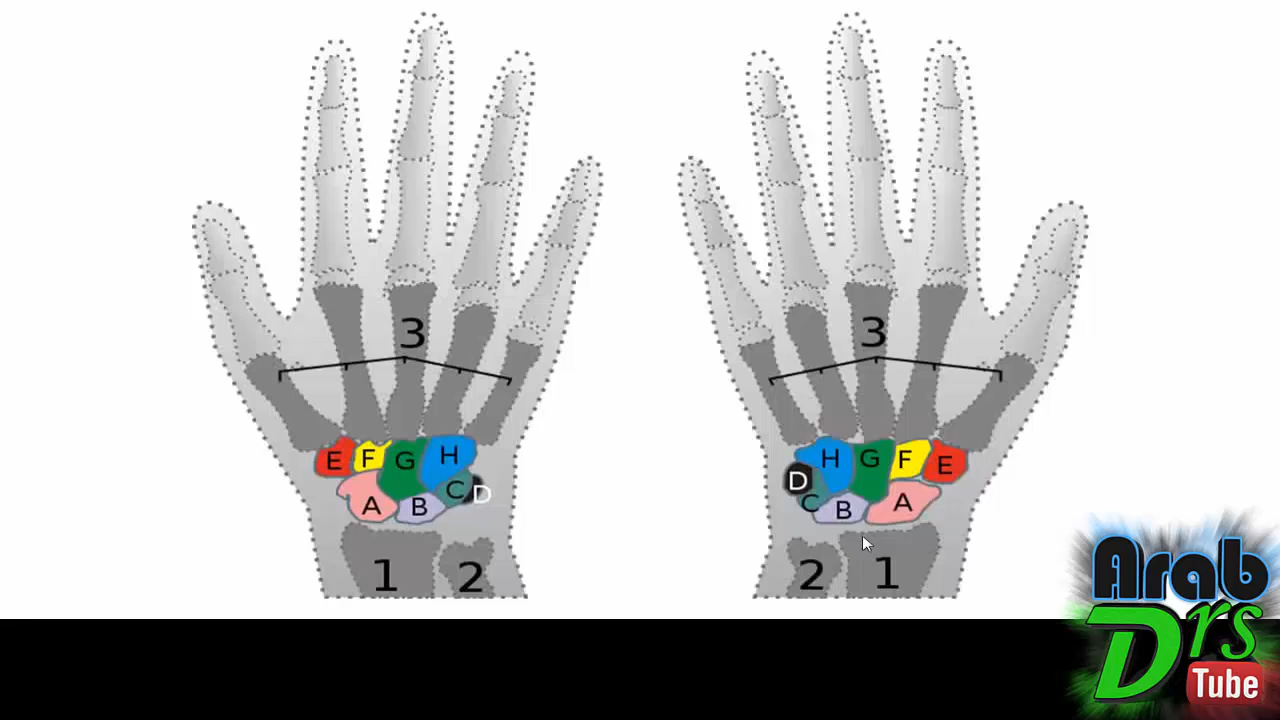 3 3
E F G H H G F E
A B C D D C B A
1 2 2 1
Arab
Drs
Tube